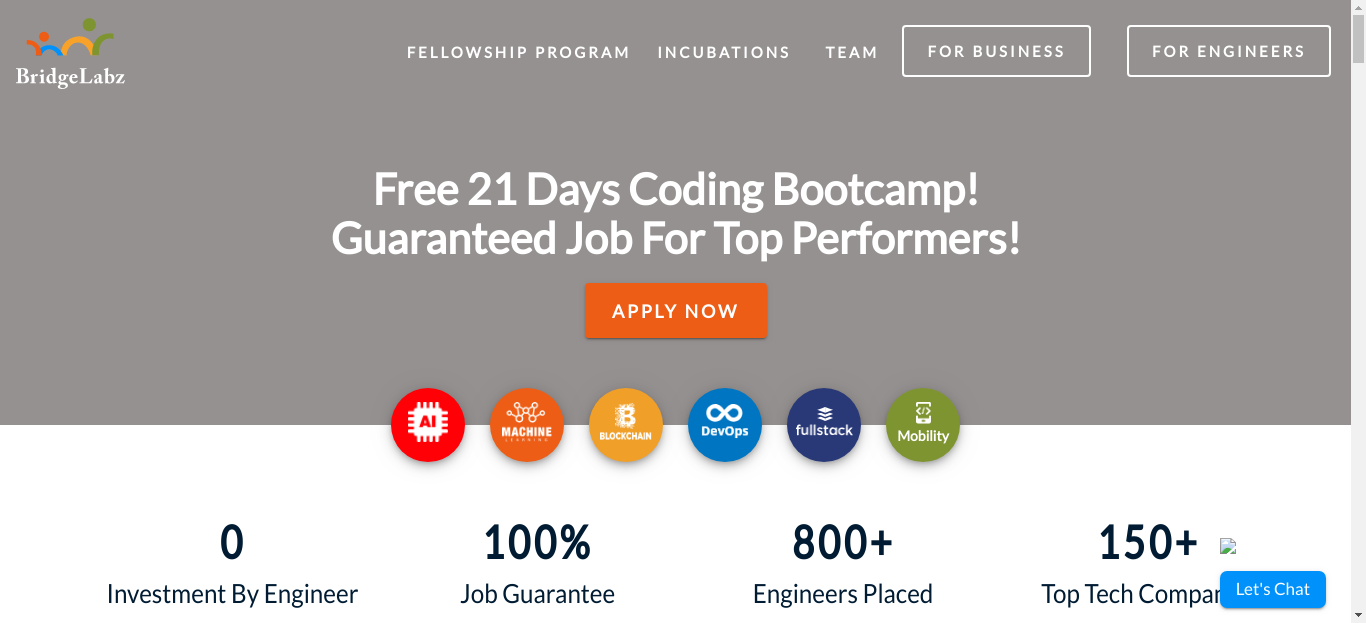 BridgeLabz
FELLOWSHIP PROGRAM
INCUBATIONS
TEAM
FOR BUSINESS
FOR ENGINEERS
Free 21 Days Coding Bootcamp!
Guaranteed Job For Top Performers!
APPLY NOW
AI
MACHINE
LEARNING
BLOCKCHAIN
DevOps
fullstack
Mobility
0
Investment By Engineer
100%
Job Guarantee
800+
Engineers Placed
150+
Top Tech Compar
Let's Chat